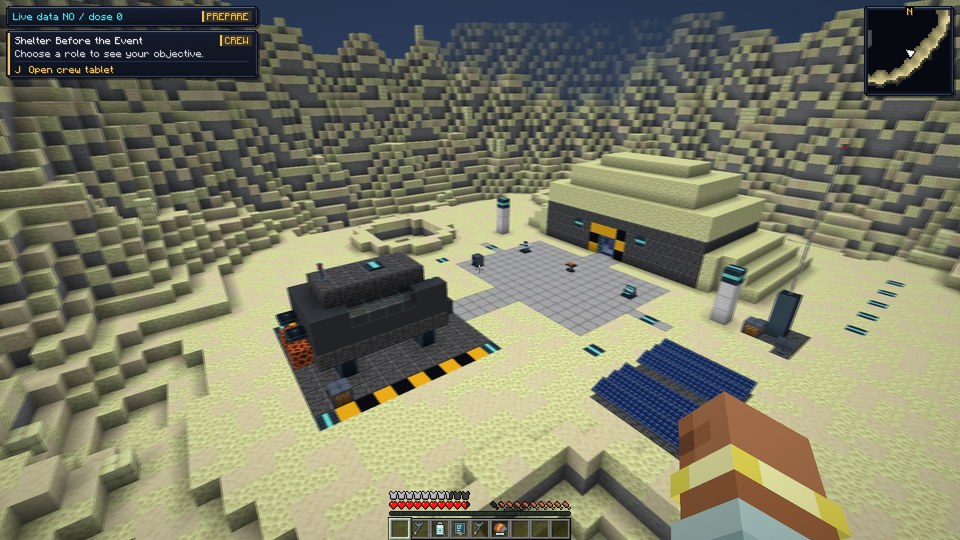 Live data NO / dose 0 PREPARE
Shelter Before the Event CREW
Choose a role to see your objective.
J Open crew tablet
N